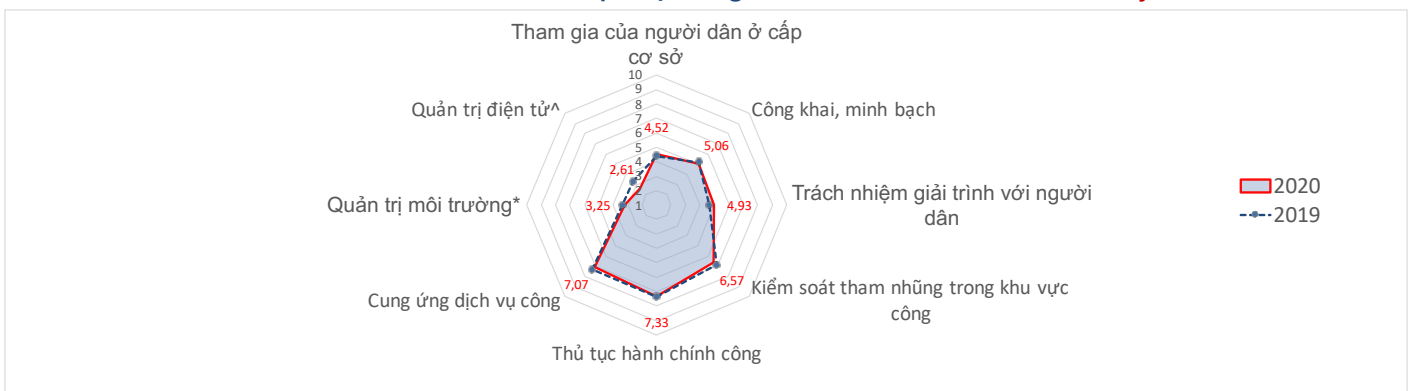 Tham gia của người dân ở cấp
cơ sở
10
9
8
7
6
5
4
3
2
1
Quản trị điện tử^
Công khai, minh bạch
4,52
5,06
2,61
Quản trị môi trường*
3,25
4,93
Trách nhiệm giải trình với người
dân
2020
2019
7,07
6,57
Cung ứng dịch vụ công
Kiểm soát tham nhũng trong khu vực
công
7,33
Thủ tục hành chính công